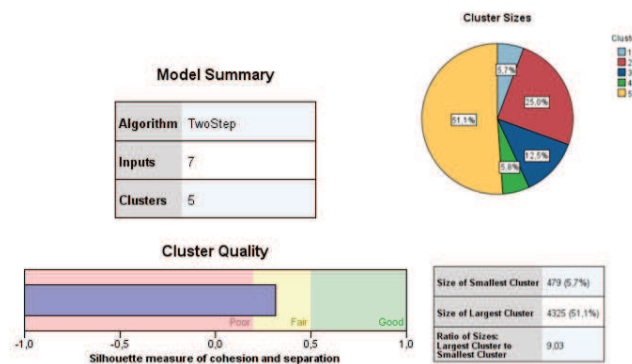 Cluster Sizes
Cluste
1
2
3
4
5
5,7%
25,0%
12,5%
5,8%
51,1%
Model Summary
Algorithm TwoStep
Inputs 7
Clusters 5
Cluster Quality
Poor Fair Good
-1,0 -0,5 0,0 0,5 1,0
Silhouette measure of cohesion and separation
Size of Smallest Cluster 479 (5,7%)
Size of Largest Cluster 4325 (51,1%)
Ratio of Sizes:
Largest Cluster to
Smallest Cluster
9,03